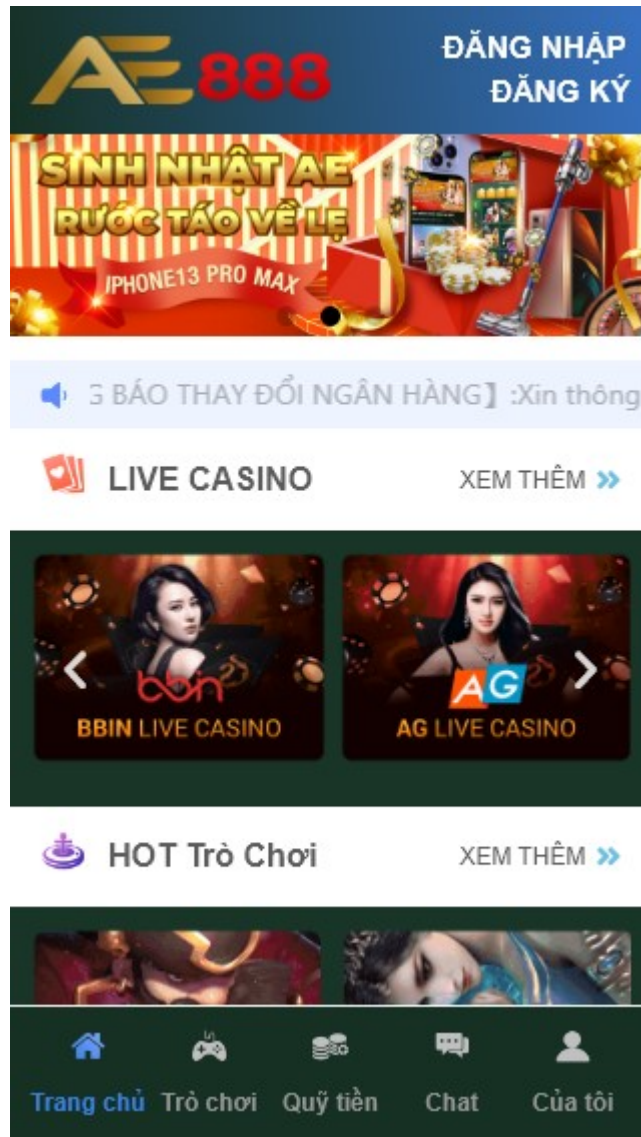 AE888
ĐĂNG NHẬP
ĐĂNG KÝ
SINH NHẬT AE
RƯỚC TÁO VỀ LẸ
IPHONE13 PRO MAX
G BÁO THAY ĐỔI NGÂN HÀNG】:Xin thông
LIVE CASINO
XEM THÊM »
bbin
BBIN LIVE CASINO
AG
AG LIVE CASINO
HOT Trò Chơi
XEM THÊM »
Trang chủ
Trò chơi
Quỹ tiền
Chat
Của tôi